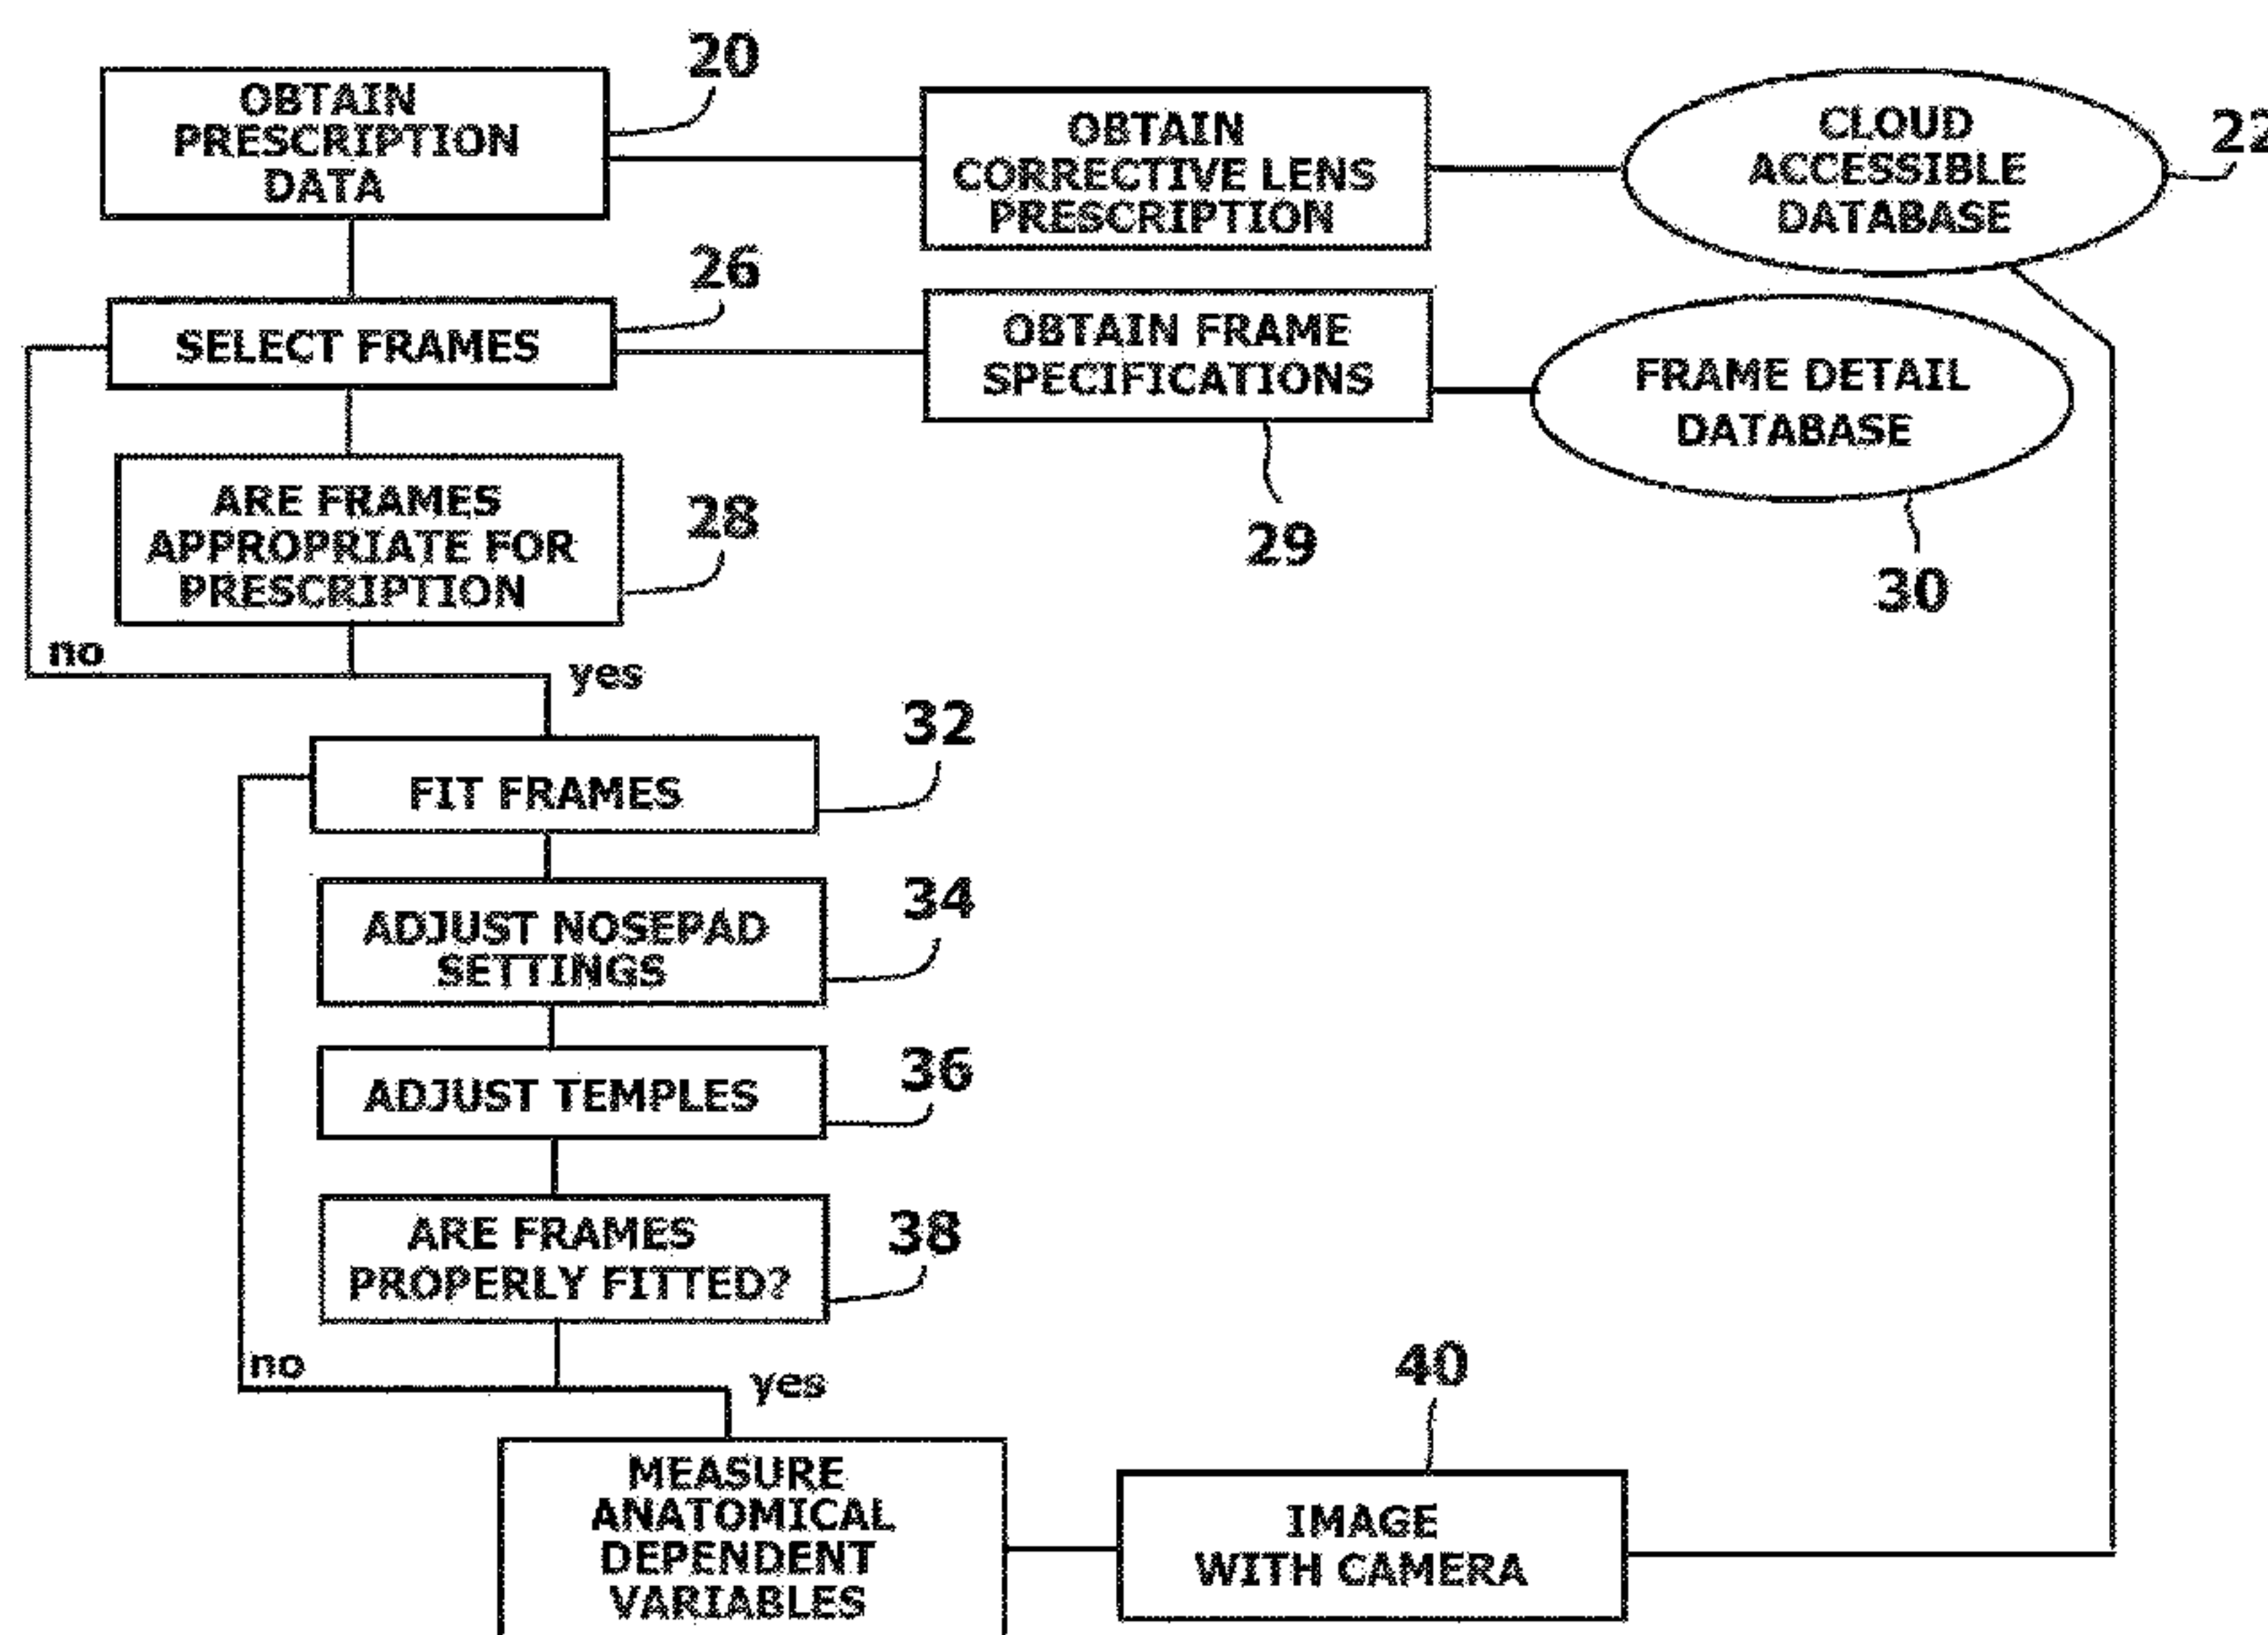 20
OBTAIN
PRESCRIPTION
DATA
OBTAIN
CORRECTIVE LENS
PRESCRIPTION
CLOUD
ACCESSIBLE
DATABASE
22
26
SELECT FRAMES
OBTAIN FRAME
SPECIFICATIONS
29
FRAME DETAIL
DATABASE
30
ARE FRAMES
APPROPRIATE FOR
PRESCRIPTION
28
no
yes
32
FIT FRAMES
34
ADJUST NOSEPAD
SETTINGS
36
ADJUST TEMPLES
38
ARE FRAMES
PROPERLY FITTED?
no
yes
40
MEASURE
ANATOMICAL
DEPENDENT
VARIABLES
IMAGE
WITH CAMERA